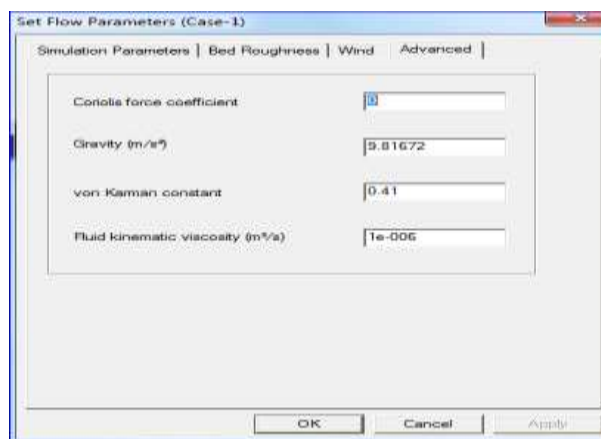 Set Flow Parameters (Case-1)
Simulation Parameters | Bed Roughness | Wind | Advanced
Coriolis force coefficient 0
Gravity (m/s²) 9.81672
von Karman constant 0.41
Fluid kinematic viscosity (m²/s) 1e-006
OK Cancel Apply